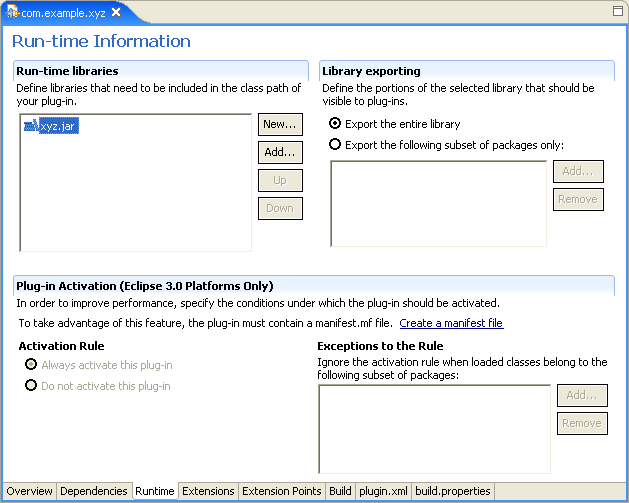 com.example.xyz
Run-time Information
Run-time libraries
Define libraries that need to be included in the class path of
your plug-in.
xyz.jar
New...
Add...
Up
Down
Library exporting
Define the portions of the selected library that should be
visible to plug-ins.
Export the entire library
Export the following subset of packages only:
Add...
Remove
Plug-in Activation (Eclipse 3.0 Platforms Only)
In order to improve performance, specify the conditions under which the plug-in should be activated.
To take advantage of this feature, the plug-in must contain a manifest.mf file. Create a manifest file
Activation Rule
Always activate this plug-in
Do not activate this plug-in
Exceptions to the Rule
Ignore the activation rule when loaded classes belong to the
following subset of packages:
Add...
Remove
Overview Dependencies Runtime Extensions Extension Points Build plugin.xml build.properties